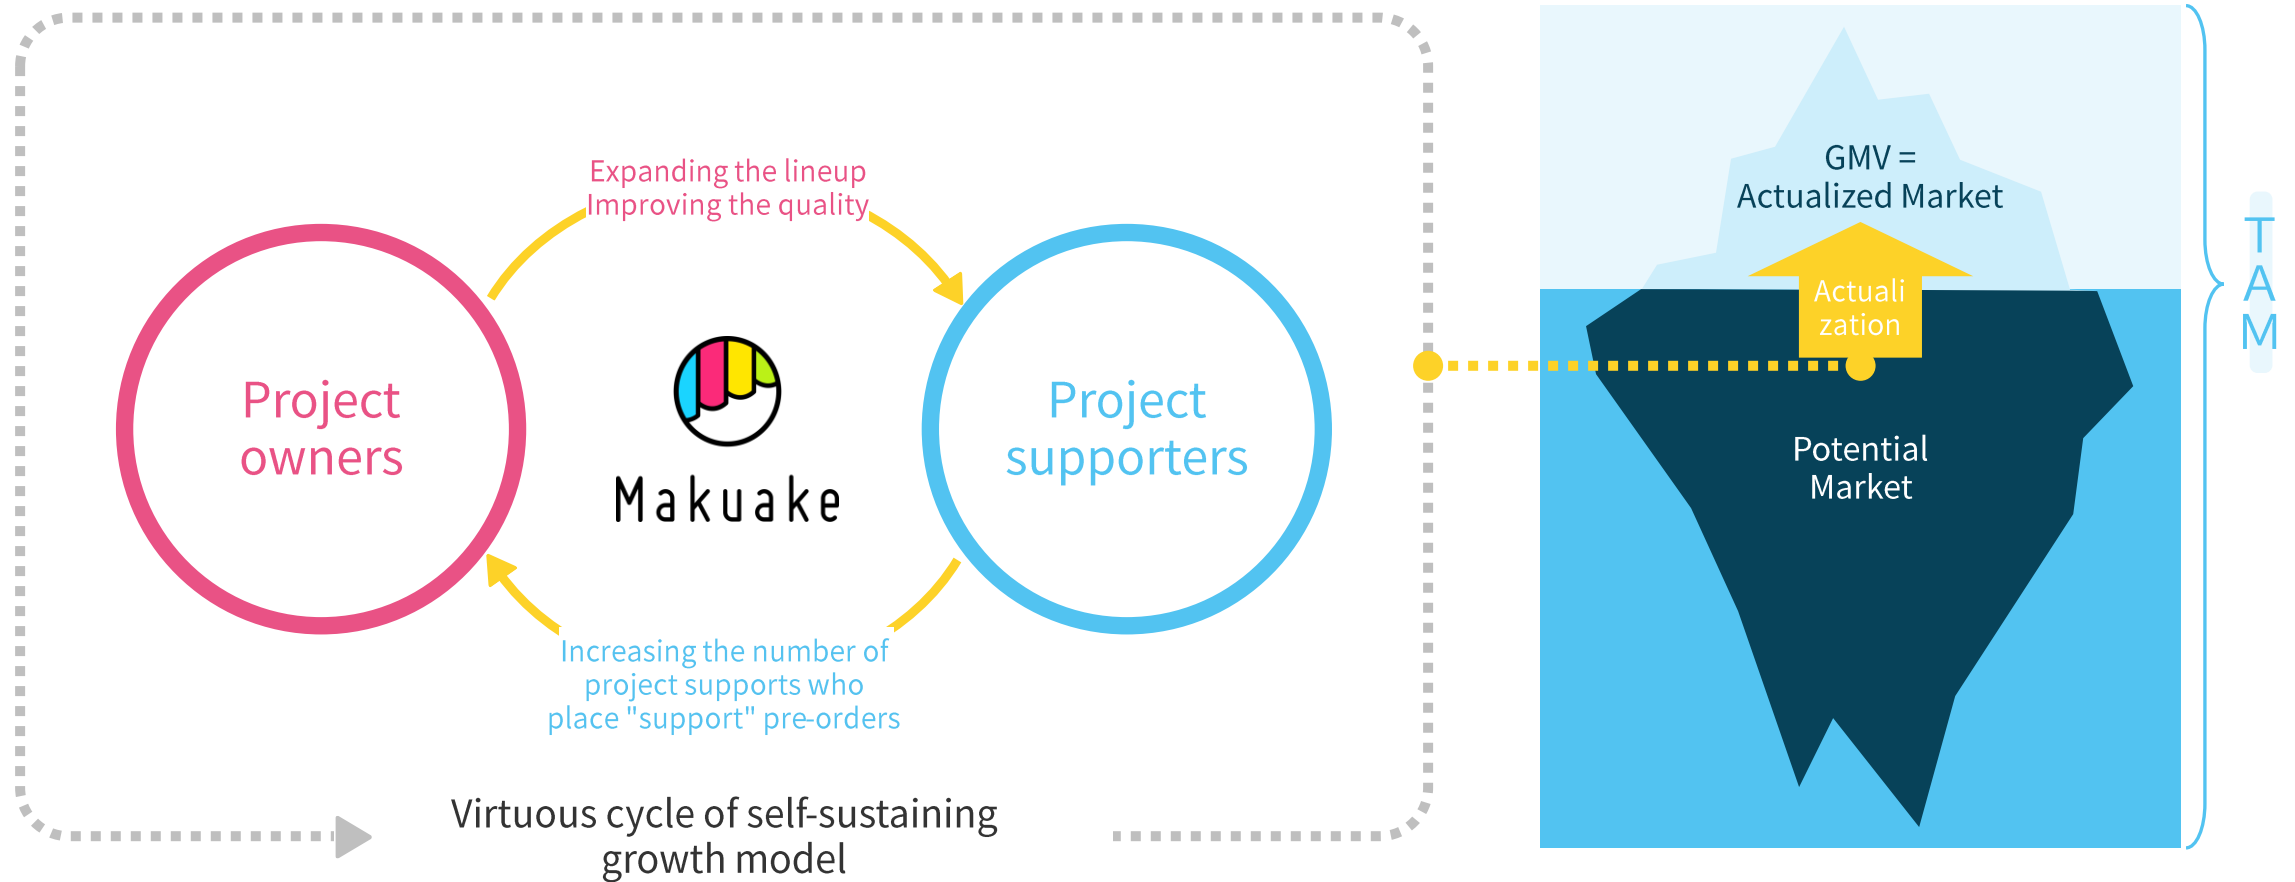 Expanding the lineup
Improving the quality
Project
owners
Makuake
Project
supporters
Increasing the number of
project supports who
place "support" pre-orders
Virtuous cycle of self-sustaining
growth model
GMV =
Actualized Market
Actuali
zation
Potential
Market
TAM